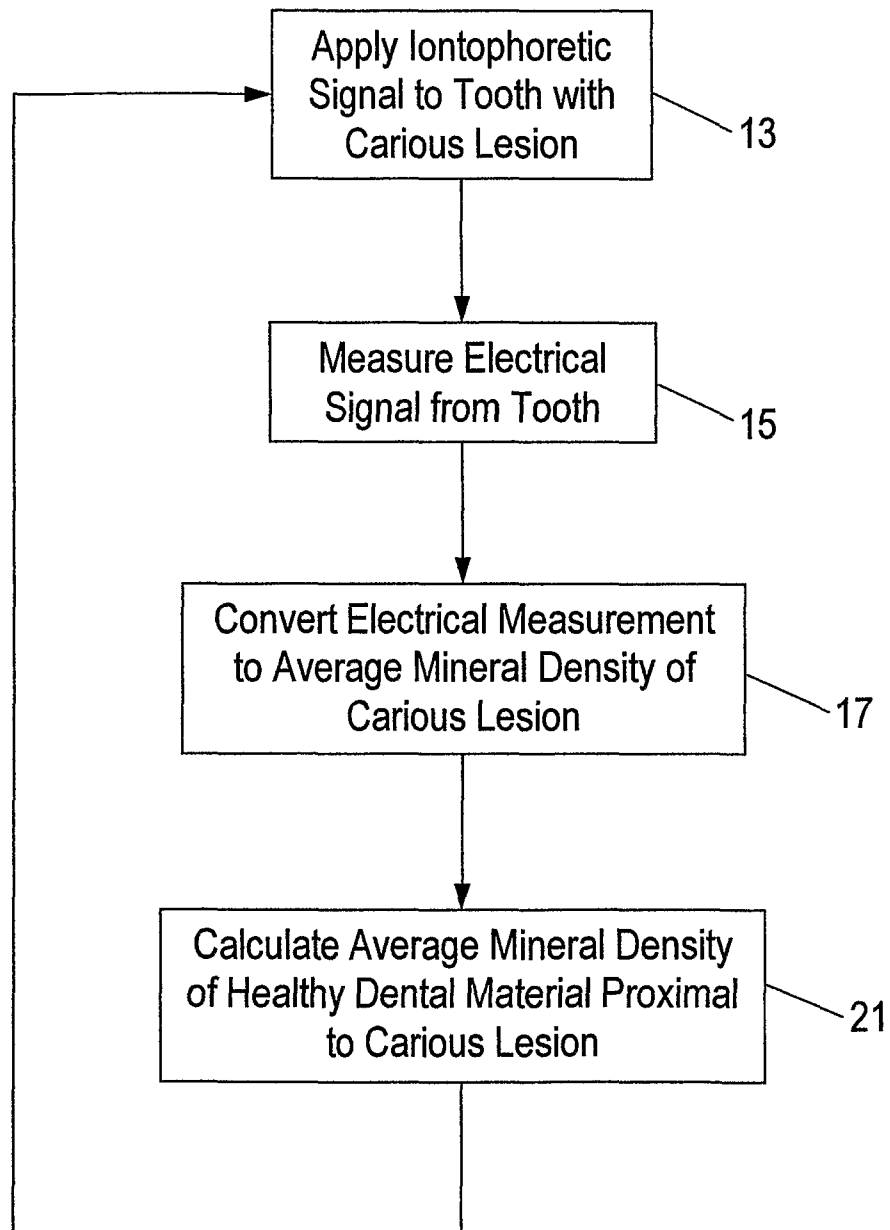 Apply Iontophoretic
Signal to Tooth with
Carious Lesion
13
Measure Electrical
Signal from Tooth
15
Convert Electrical Measurement
to Average Mineral Density of
Carious Lesion
17
Calculate Average Mineral Density
of Healthy Dental Material Proximal
to Carious Lesion
21